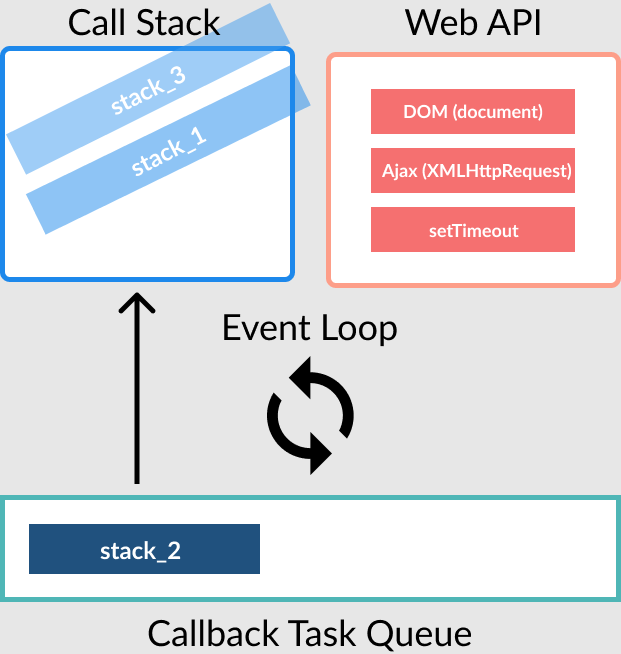 Call Stack
Web API
stack_3
stack_1
DOM (document)
Ajax (XMLHttpRequest)
setTimeout
Event Loop
stack_2
Callback Task Queue